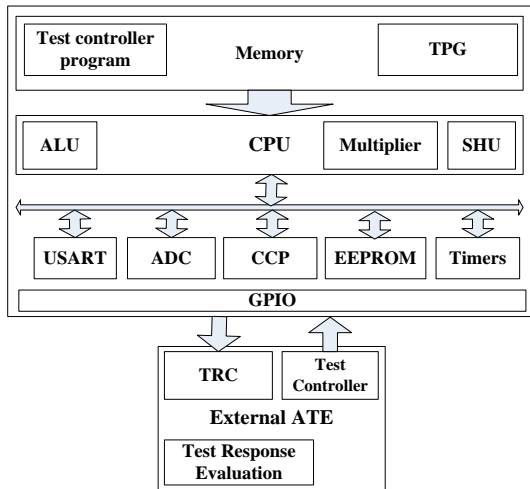 Test controller
program
Memory
TPG
ALU
CPU
Multiplier
SHU
USART
ADC
CCP
EEPROM
Timers
GPIO
TRC
Test
Controller
External ATE
Test Response
Evaluation